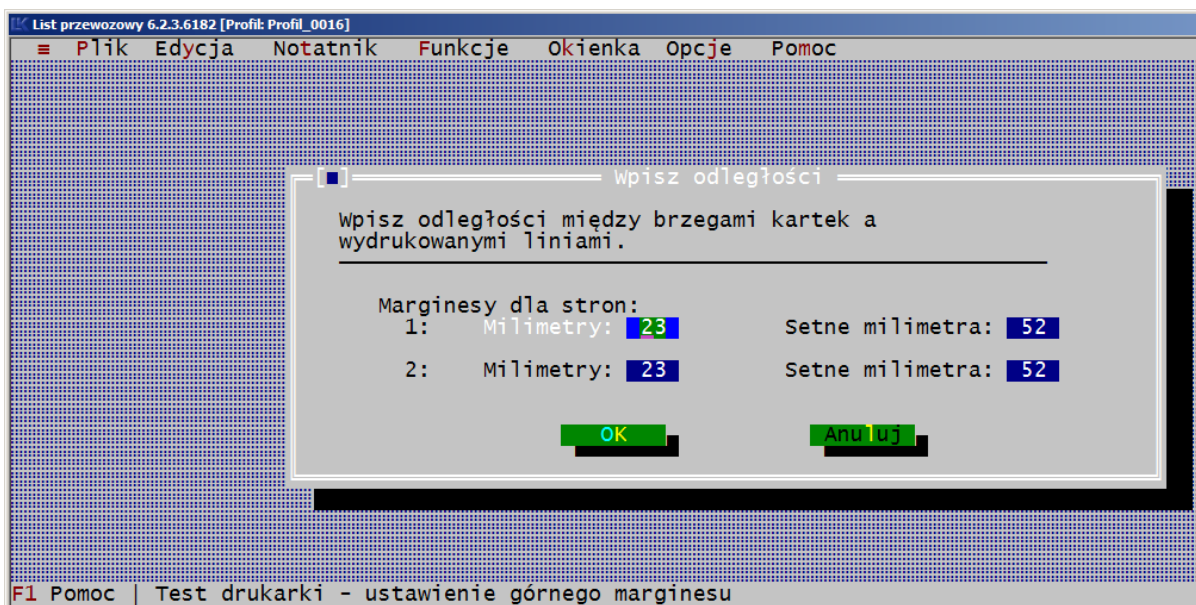 List przewozowy 6.2.3.6182 [Profil: Profil_0016]
≡ Plik Edycja Notatnik Funkcje Okienka Opcje Pomoc
[■] Wpisz odległości
Wpisz odległości między brzegami kartek a
wydrukowanymi liniami.
Marginesy dla stron:
1: Milimetry: 23 Setne milimetra: 52
2: Milimetry: 23 Setne milimetra: 52
OK Anuluj
F1 Pomoc | Test drukarki - ustawienie górnego marginesu